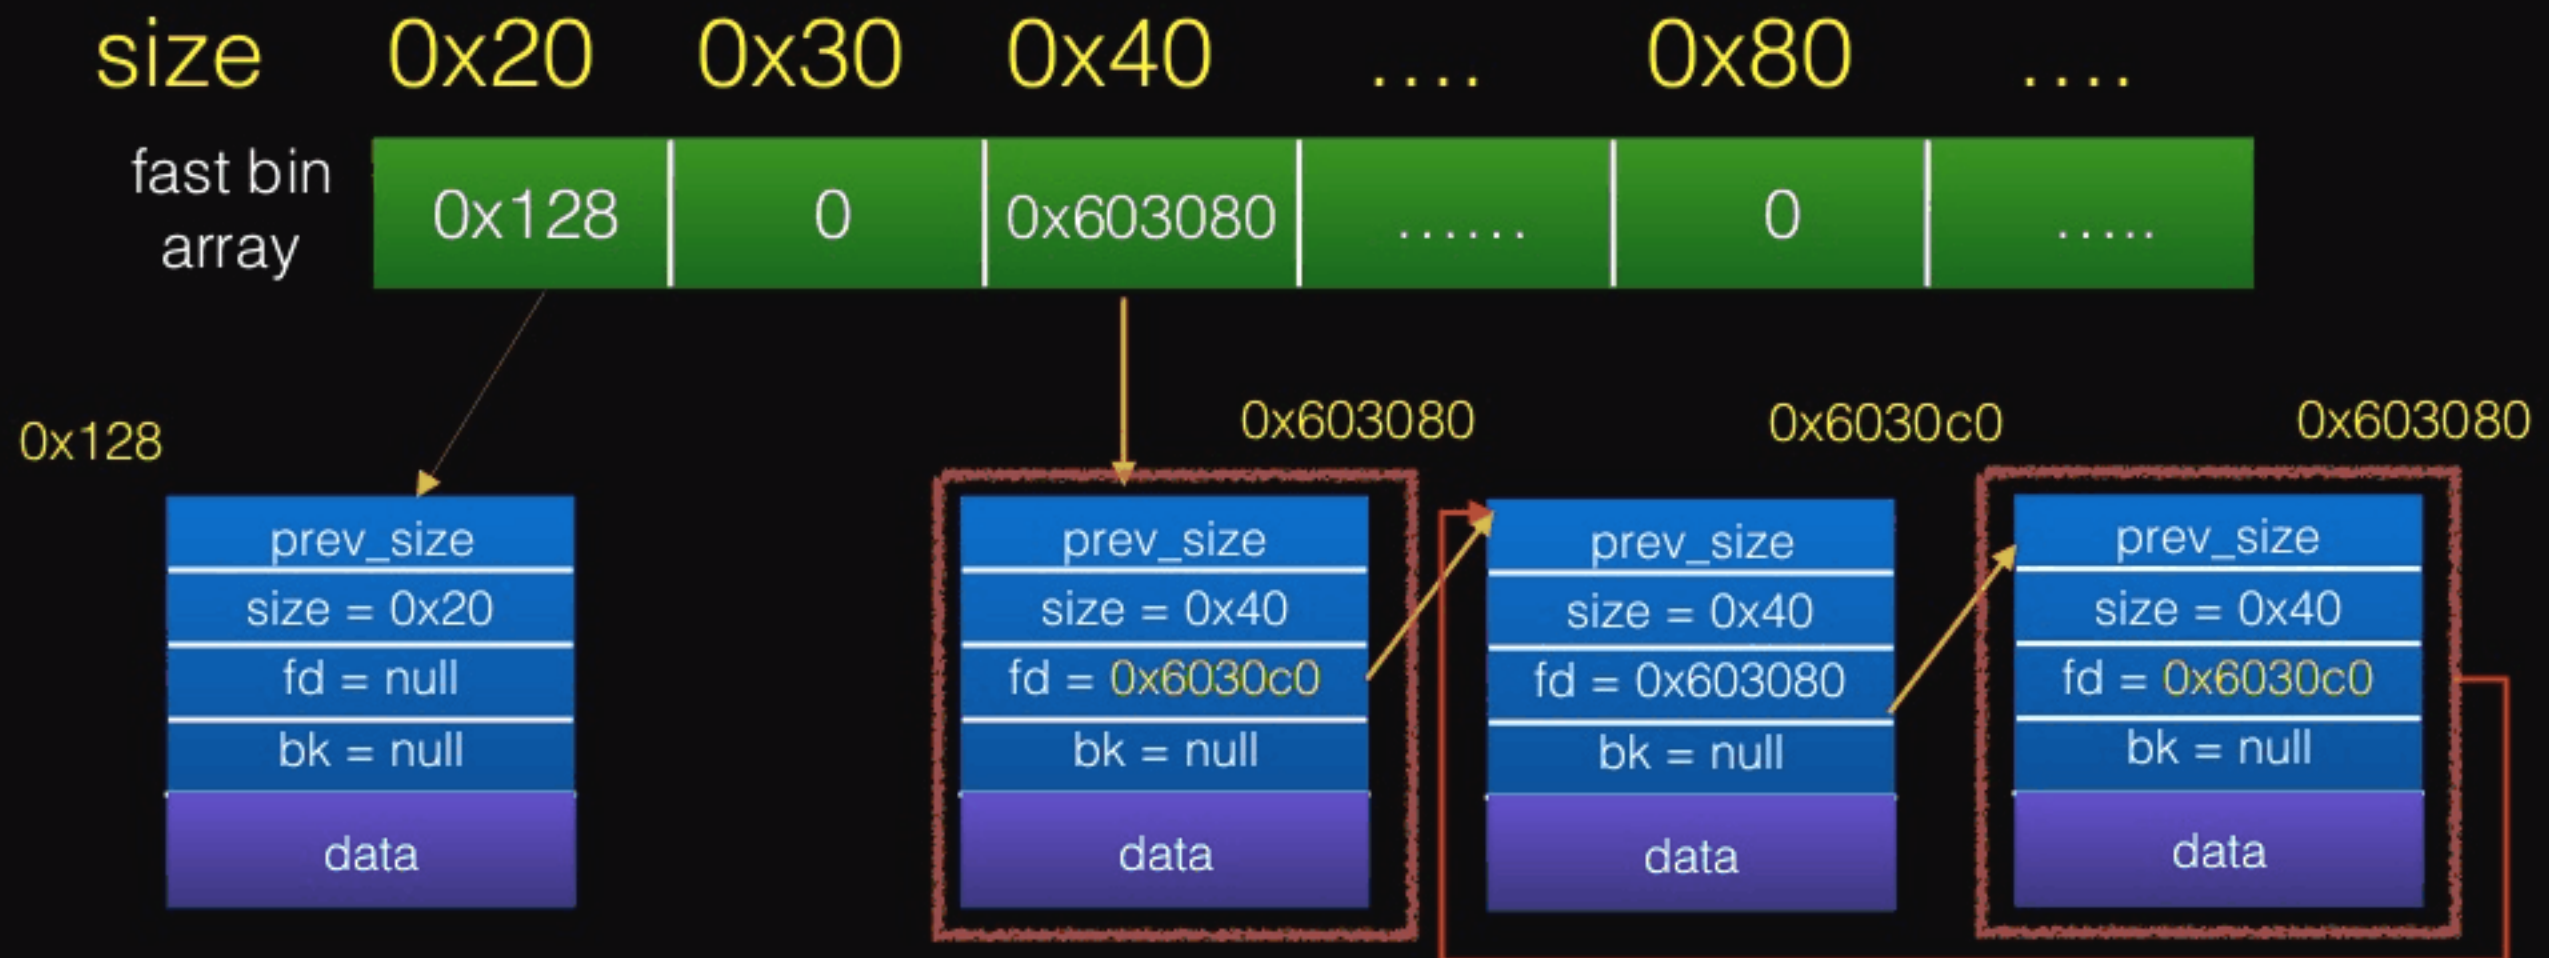 size 0x20 0x30 0x40 .... 0x80 ....
fast bin
array
0x128 0 0x603080 ...... 0 .....
0x128
0x603080
0x6030c0
0x603080
prev_size
size = 0x20
fd = null
bk = null
data
prev_size
size = 0x40
fd = 0x6030c0
bk = null
data
prev_size
size = 0x40
fd = 0x603080
bk = null
data
prev_size
size = 0x40
fd = 0x6030c0
bk = null
data